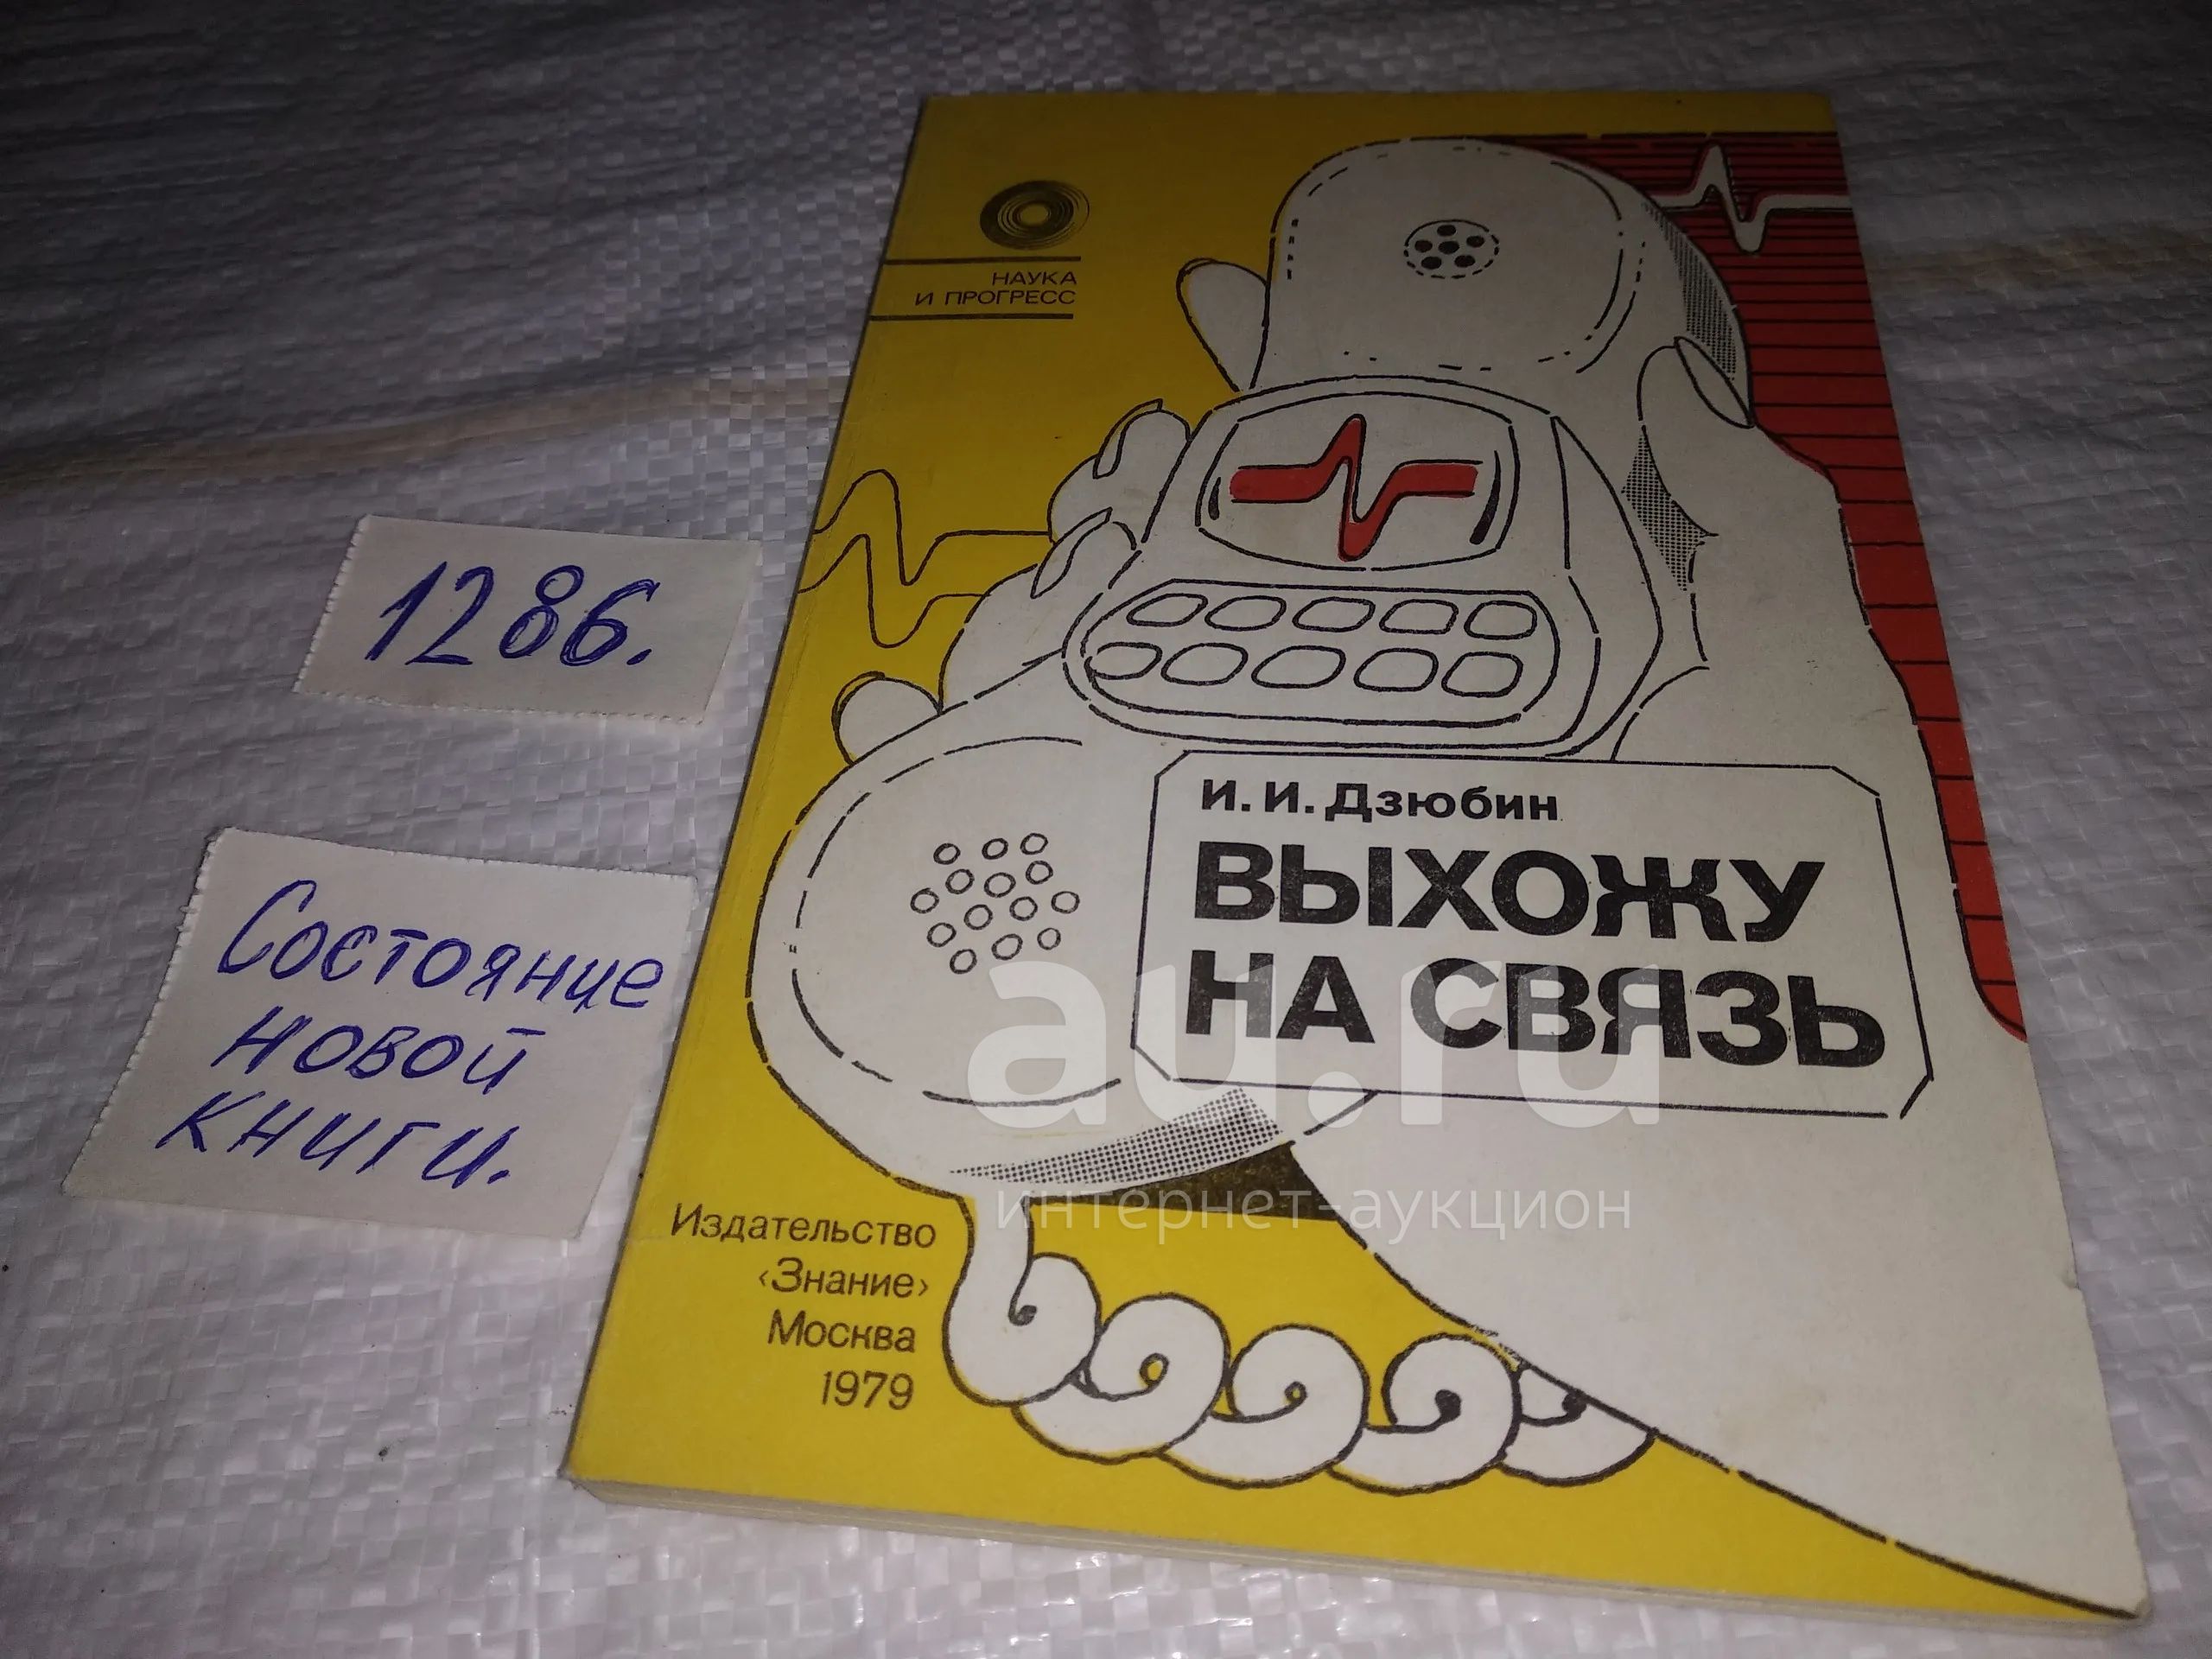 НАУКА
И ПРОГРЕСС
1286.
И. И. Дзюбин
ВЫХОЖУ
НА СВЯЗЬ
Состояние
новой
книги.
au.ru
интернет-аукцион
Издательство
‹Знание›
Москва
1979